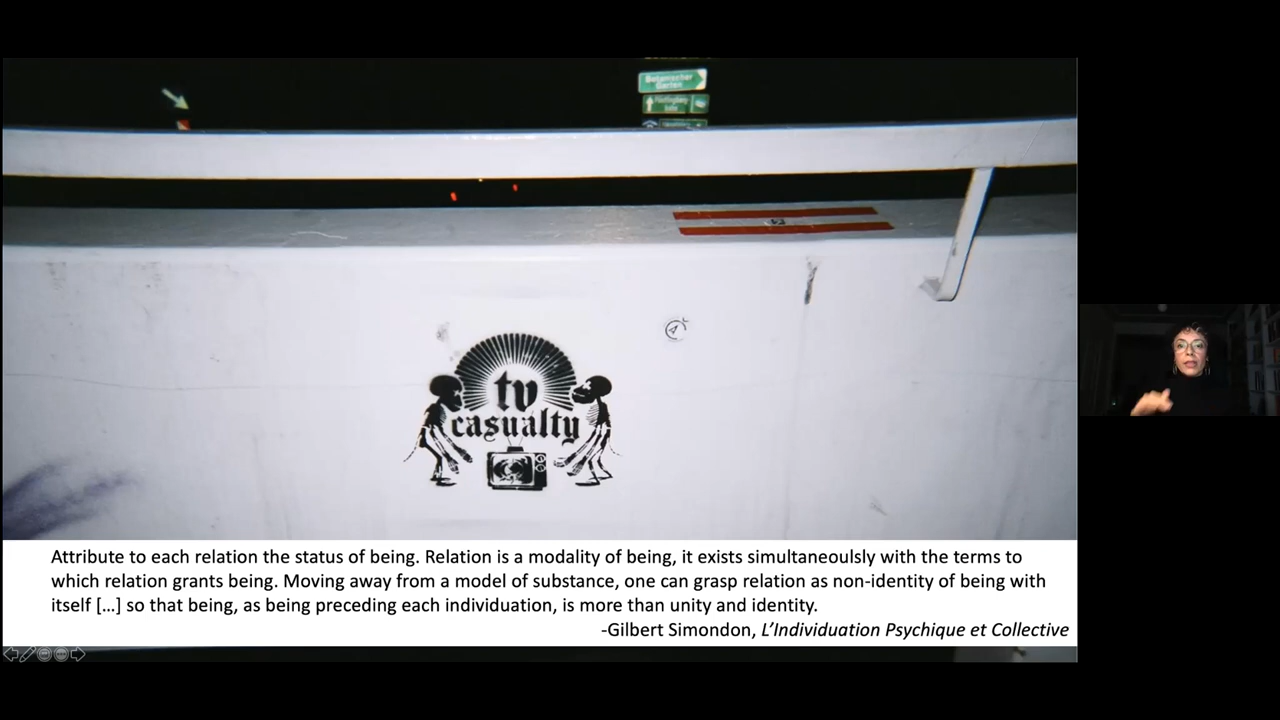 Botanischer
Garten
tv
casualty
Attribute to each relation the status of being. Relation is a modality of being, it exists simultaneoulsly with the terms to
which relation grants being. Moving away from a model of substance, one can grasp relation as non-identity of being with
itself […] so that being, as being preceding each individuation, is more than unity and identity.
-Gilbert Simondon, L’Individuation Psychique et Collective